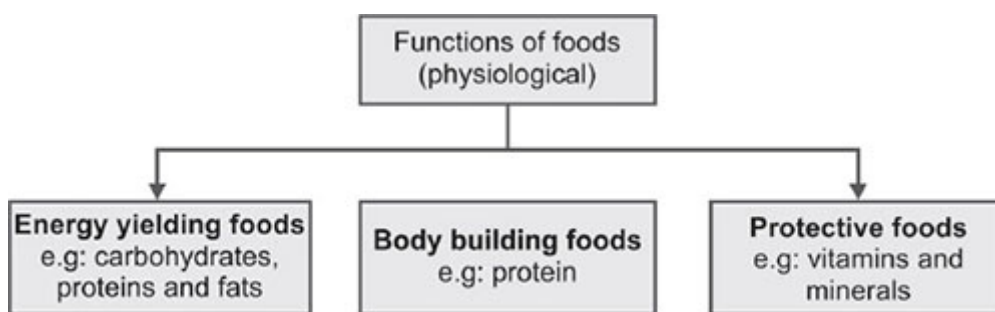 Functions of foods
(physiological)
Energy yielding foods
e.g: carbohydrates,
proteins and fats
Body building foods
e.g: protein
Protective foods
e.g: vitamins and
minerals